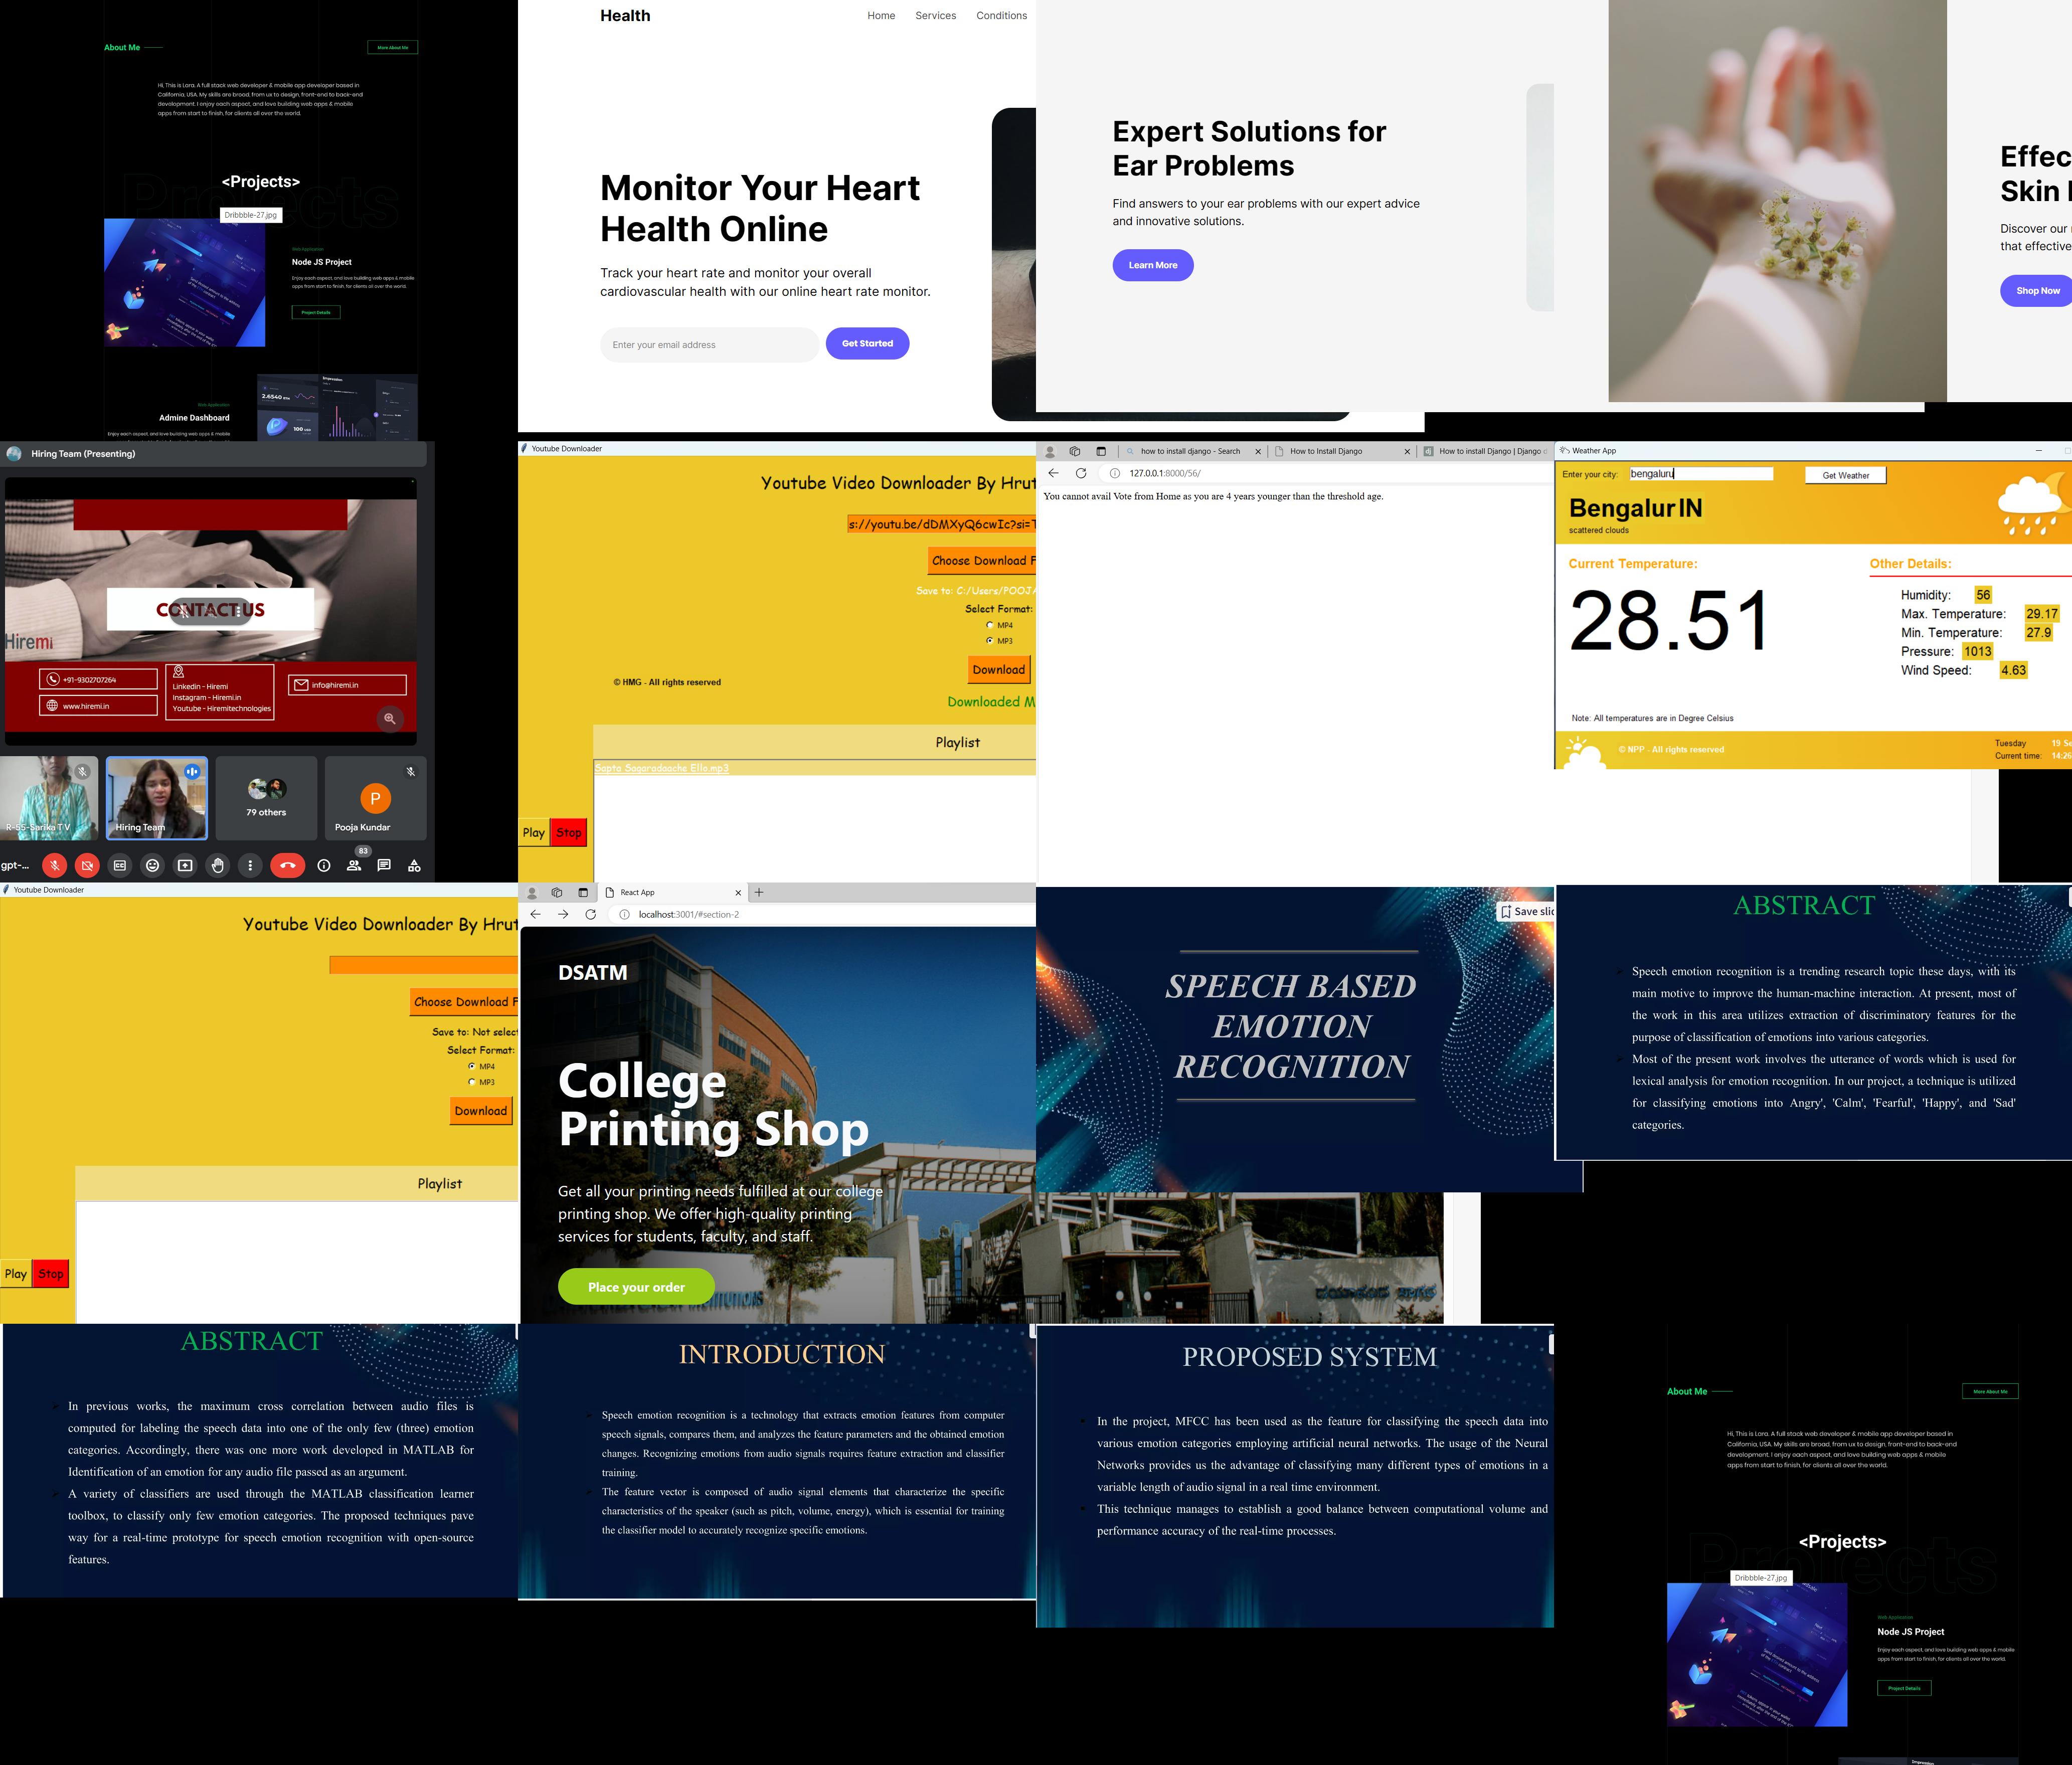 About Me
More About Me
Hi, This is Lara. A full stack web developer & mobile app developer based in
California, USA. My skills are broad, from ux to design, front-end to back-end
development. I enjoy each aspect, and love building web apps & mobile
apps from start to finish, for clients all over the world.
Projects
<Projects>
Dribbble-27.jpg
Web Application
Node JS Project
Enjoy each aspect, and love building web apps & mobile
apps from start to finish, for clients all over the world.
Project Details
Web Application
Admine Dashboard
Enjoy each aspect, and love building web apps & mobile
2.6540
100
Health
Home Services Conditions
Monitor Your Heart
Health Online
Track your heart rate and monitor your overall
cardiovascular health with our online heart rate monitor.
Enter your email address
Get Started
Expert Solutions for
Ear Problems
Find answers to your ear problems with our expert advice
and innovative solutions.
Learn More
Effec
Skin
Discover our
that effective
Shop Now
Hiring Team (Presenting)
CONTACT US
Hiremi
+91-9302707264
www.hiremi.in
Linkedin - Hiremi
Instagram - Hiremi.in
Youtube - Hiremitechnologies
info@hiremi.in
R-55-Sarika T V
Hiring Team
79 others
P
Pooja Kundar
83
gpt-...
Youtube Downloader
Youtube Video Downloader By Hrut
s://youtu.be/dDMXyQ6cwIc?si=T
Choose Download F
Save to: C:/Users/POOJA
Select Format:
MP4
MP3
Download
© HMG - All rights reserved
Downloaded M
Playlist
Sapta Sagaradaache Ello.mp3
Play Stop
how to install django - Search
How to Install Django
How to install Django | Django d
127.0.0.1:8000/56/
You cannot avail Vote from Home as you are 4 years younger than the threshold age.
Weather App
Enter your city: bengaluru Get Weather
Bengalur IN
scattered clouds
Current Temperature:
28.51
Other Details:
Humidity: 56
Max. Temperature: 29.17
Min. Temperature: 27.9
Pressure: 1013
Wind Speed: 4.63
Note: All temperatures are in Degree Celsius
© NPP - All rights reserved
Tuesday 19 Se
Current time: 14:26
Youtube Downloader
Youtube Video Downloader By Hrut
Choose Download F
Save to: Not select
Select Format:
MP4
MP3
Download
Playlist
Play Stop
React App
localhost:3001/#section-2
DSATM
College
Printing Shop
Get all your printing needs fulfilled at our college
printing shop. We offer high-quality printing
services for students, faculty, and staff.
Place your order
Save slid
SPEECH BASED
EMOTION
RECOGNITION
ABSTRACT
Speech emotion recognition is a trending research topic these days, with its
main motive to improve the human-machine interaction. At present, most of
the work in this area utilizes extraction of discriminatory features for the
purpose of classification of emotions into various categories.
Most of the present work involves the utterance of words which is used for
lexical analysis for emotion recognition. In our project, a technique is utilized
for classifying emotions into Angry', 'Calm', 'Fearful', 'Happy', and 'Sad'
categories.
ABSTRACT
In previous works, the maximum cross correlation between audio files is
computed for labeling the speech data into one of the only few (three) emotion
categories. Accordingly, there was one more work developed in MATLAB for
Identification of an emotion for any audio file passed as an argument.
A variety of classifiers are used through the MATLAB classification learner
toolbox, to classify only few emotion categories. The proposed techniques pave
way for a real-time prototype for speech emotion recognition with open-source
features.
INTRODUCTION
Speech emotion recognition is a technology that extracts emotion features from computer
speech signals, compares them, and analyzes the feature parameters and the obtained emotion
changes. Recognizing emotions from audio signals requires feature extraction and classifier
training.
The feature vector is composed of audio signal elements that characterize the specific
characteristics of the speaker (such as pitch, volume, energy), which is essential for training
the classifier model to accurately recognize specific emotions.
PROPOSED SYSTEM
In the project, MFCC has been used as the feature for classifying the speech data into
various emotion categories employing artificial neural networks. The usage of the Neural
Networks provides us the advantage of classifying many different types of emotions in a
variable length of audio signal in a real time environment.
This technique manages to establish a good balance between computational volume and
performance accuracy of the real-time processes.
About Me
More About Me
Hi, This is Lara. A full stack web developer & mobile app developer based in
California, USA. My skills are broad, from ux to design, front-end to back-end
development. I enjoy each aspect, and love building web apps & mobile
apps from start to finish, for clients all over the world.
Projects
<Projects>
Dribbble-27.jpg
Web Application
Node JS Project
Enjoy each aspect, and love building web apps & mobile
apps from start to finish, for clients all over the world.
Project Details